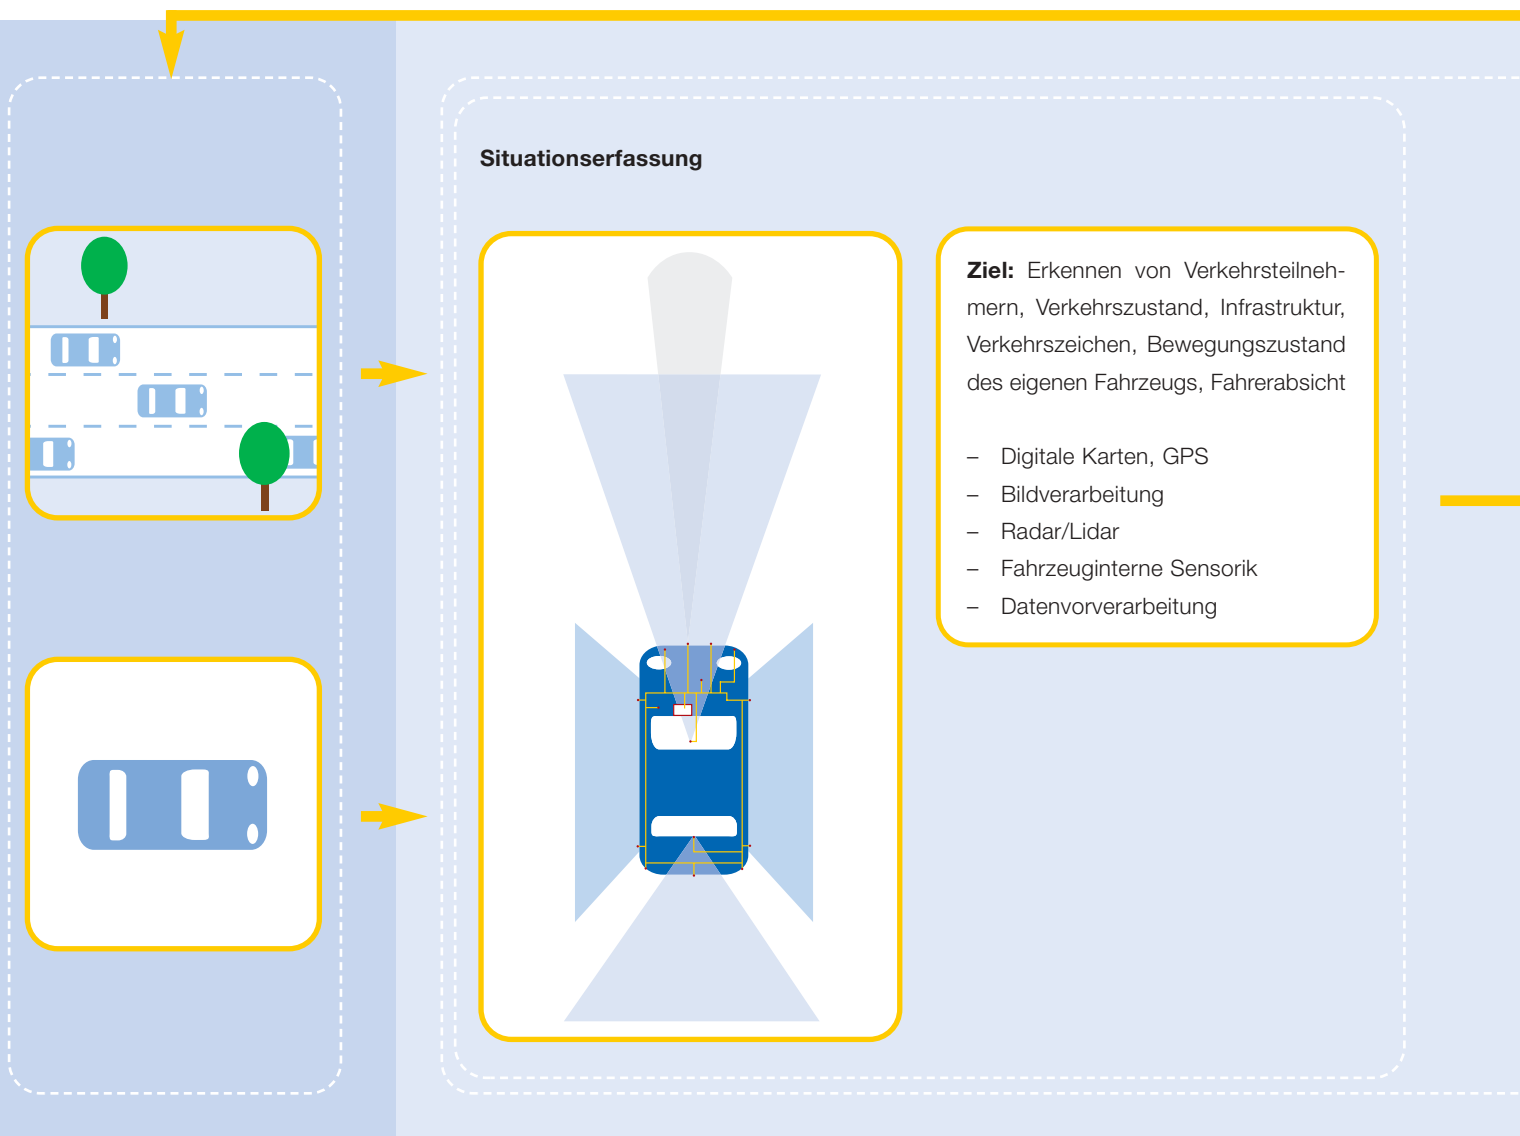 Situationserfassung
Ziel: Erkennen von Verkehrsteilneh-
mern, Verkehrszustand, Infrastruktur,
Verkehrszeichen, Bewegungszustand
des eigenen Fahrzeugs, Fahrerabsicht
– Digitale Karten, GPS
– Bildverarbeitung
– Radar/Lidar
– Fahrzeuginterne Sensorik
– Datenvorverarbeitung